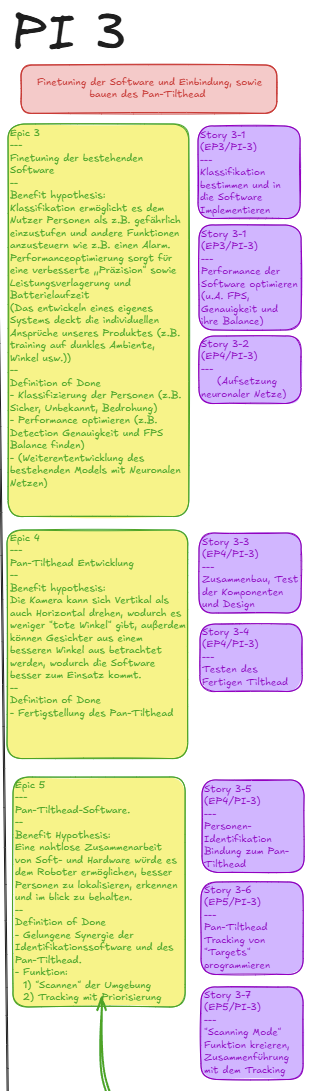 PI 3
Finetuning der Software und Einbindung, sowie
bauen des Pan-Tilthead
Epic 3
---
Finetuning der bestehenden
Software
--
Benefit hypothesis:
Klassifikation ermöglicht es dem
Nutzer Personen als z.B. gefährlich
einzustufen und andere Funktionen
anzusteuern wie z.B. einen Alarm.
Performanceoptimierung sorgt für
eine verbesserte „Präzision" sowie
Leistungsverlagerung und
Batterielaufzeit
(Das entwickeln eines eigenes
Systems deckt die individuellen
Ansprüche unseres Produktes (z.B.
training auf dunkles Ambiente,
Winkel usw.))
--
Definition of Done
- Klassifizierung der Personen (z.B.
Sicher, Unbekannt, Bedrohung)
- Performance optimieren (z.B.
Detection Genauigkeit und FPS
Balance finden)
- (Weiterententwicklung des
bestehenden Models mit Neuronalen
Netzen)
Story 3-1
(EP3/PI-3)
---
Klassifikation
bestimmen und in
die Software
Implementieren
Story 3-1
(EP3/PI-3)
---
Performance der
Software optimieren
(u.A. FPS,
Genauigkeit und
ihre Balance)
Story 3-2
(EP4/PI-3)
---
(Aufsetzung
neuronaler Netze)
Epic 4
---
Pan-Tilthead Entwicklung
--
Benefit hypothesis:
Die Kamera kann sich Vertikal als
auch Horizontal drehen, wodurch es
weniger "tote Winkel" gibt, außerdem
können Gesichter aus einem
besseren Winkel aus betrachtet
werden, wodurch die Software
besser zum Einsatz kommt.
--
Definition of Done
- Fertigstellung des Pan-Tilthead
Story 3-3
(EP4/PI-3)
---
Zusammenbau, Test
der Komponenten
und Design
Story 3-4
(EP4/PI-3)
---
Testen des
Fertigen Tilthead
Epic 5
---
Pan-Tilthead-Software.
--
Benefit Hypothesis:
Eine nahtlose Zusammenarbeit
von Soft- und Hardware würde es
dem Roboter ermöglichen, besser
Personen zu lokalisieren, erkennen
und im blick zu behalten.
--
Definition of Done
- Gelungene Synergie der
Identifikationssoftware und des
Pan-Tilthead.
- Funktion:
1) "Scannen" der Umgebung
2) Tracking mit Priorisierung
Story 3-5
(EP4/PI-3)
---
Personen-
Identifikation
Bindung zum Pan-
Tilthead
Story 3-6
(EP5/PI-3)
---
Pan-Tilthead
Tracking von
"Targets"
programmieren
Story 3-7
(EP5/PI-3)
---
"Scanning Mode"
Funktion kreieren,
Zusammenführung
mit dem Tracking